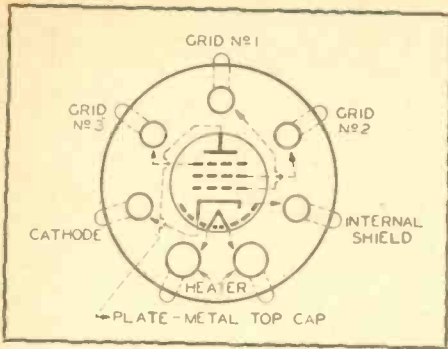 GRID Nº1
GRID
Nº3
GRID
Nº2
CATHODE
INTERNAL
SHIELD
HEATER
PLATE-METAL TOP CAP